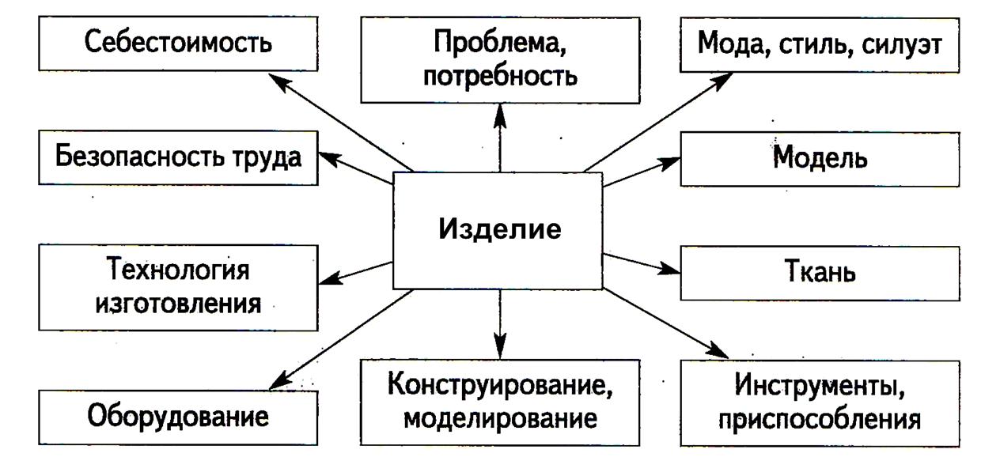 Себестоимость
Проблема,
потребность
Мода, стиль, силуэт
Безопасность труда
Модель
Изделие
Технология
изготовления
Ткань
Оборудование
Конструирование,
моделирование
Инструменты,
приспособления